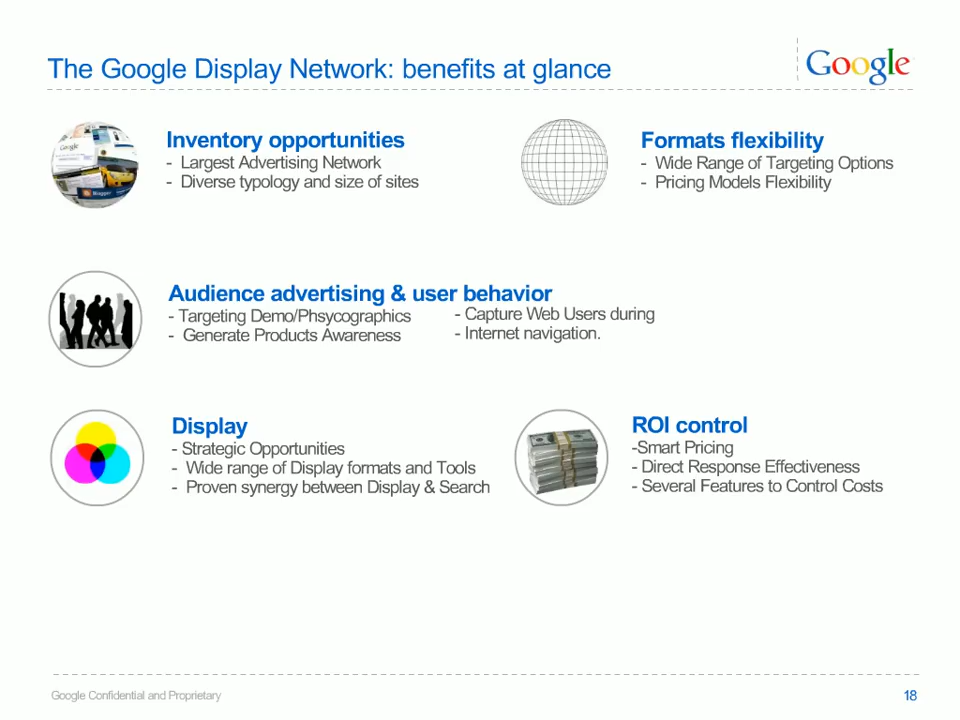 The Google Display Network: benefits at glance
Google
Inventory opportunities
- Largest Advertising Network
- Diverse typology and size of sites
Formats flexibility
- Wide Range of Targeting Options
- Pricing Models Flexibility
Audience advertising & user behavior
- Targeting Demo/Phsycographics
- Generate Products Awareness
- Capture Web Users during
- Internet navigation.
Display
- Strategic Opportunities
- Wide range of Display formats and Tools
- Proven synergy between Display & Search
ROI control
-Smart Pricing
- Direct Response Effectiveness
- Several Features to Control Costs
Google Confidential and Proprietary
18
Google
Blogger